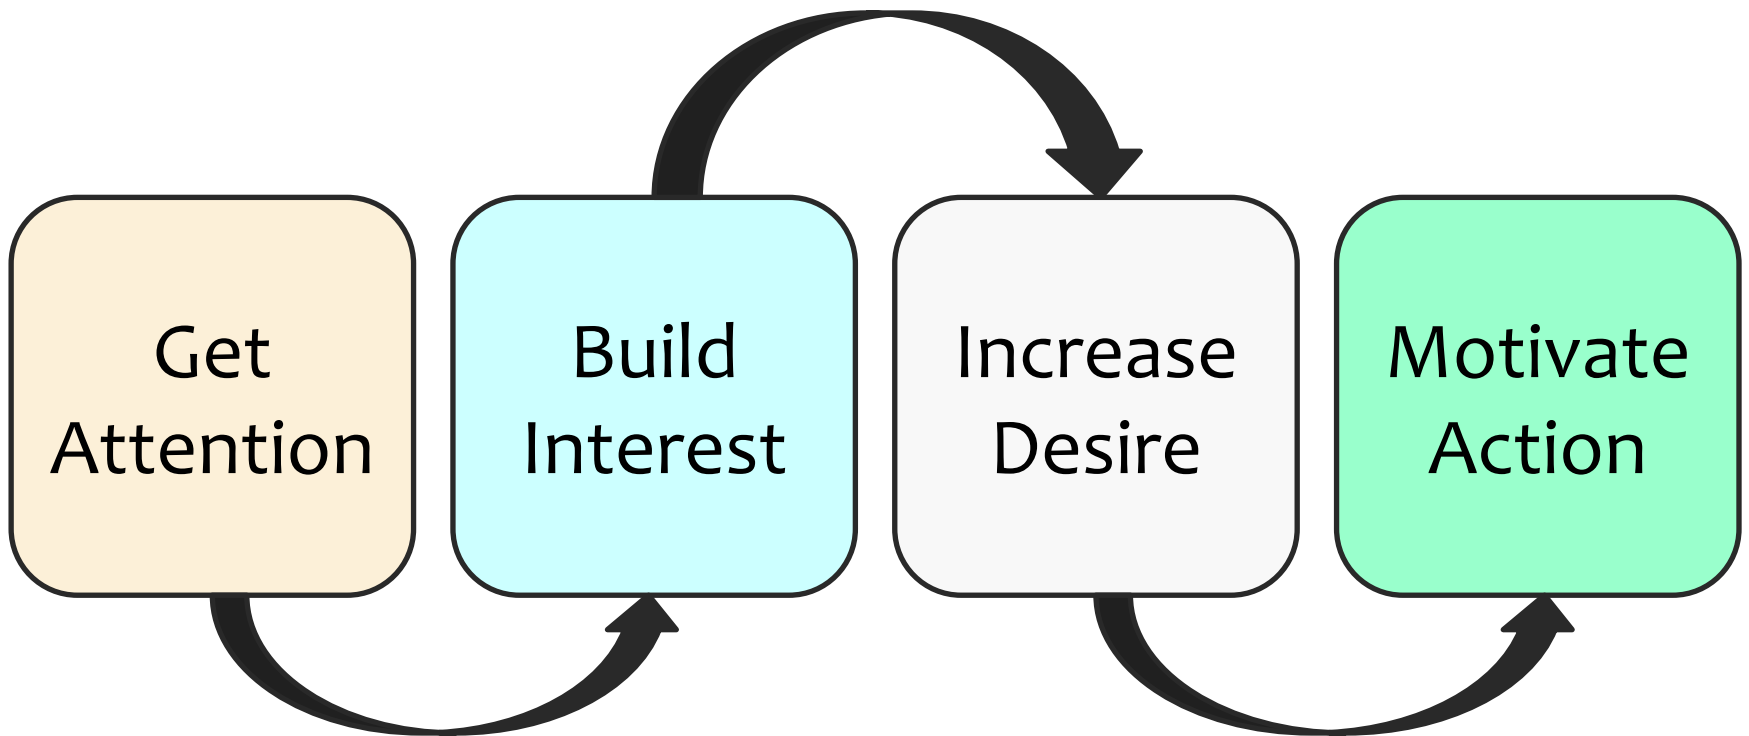 Get
Attention
Build
Interest
Increase
Desire
Motivate
Action